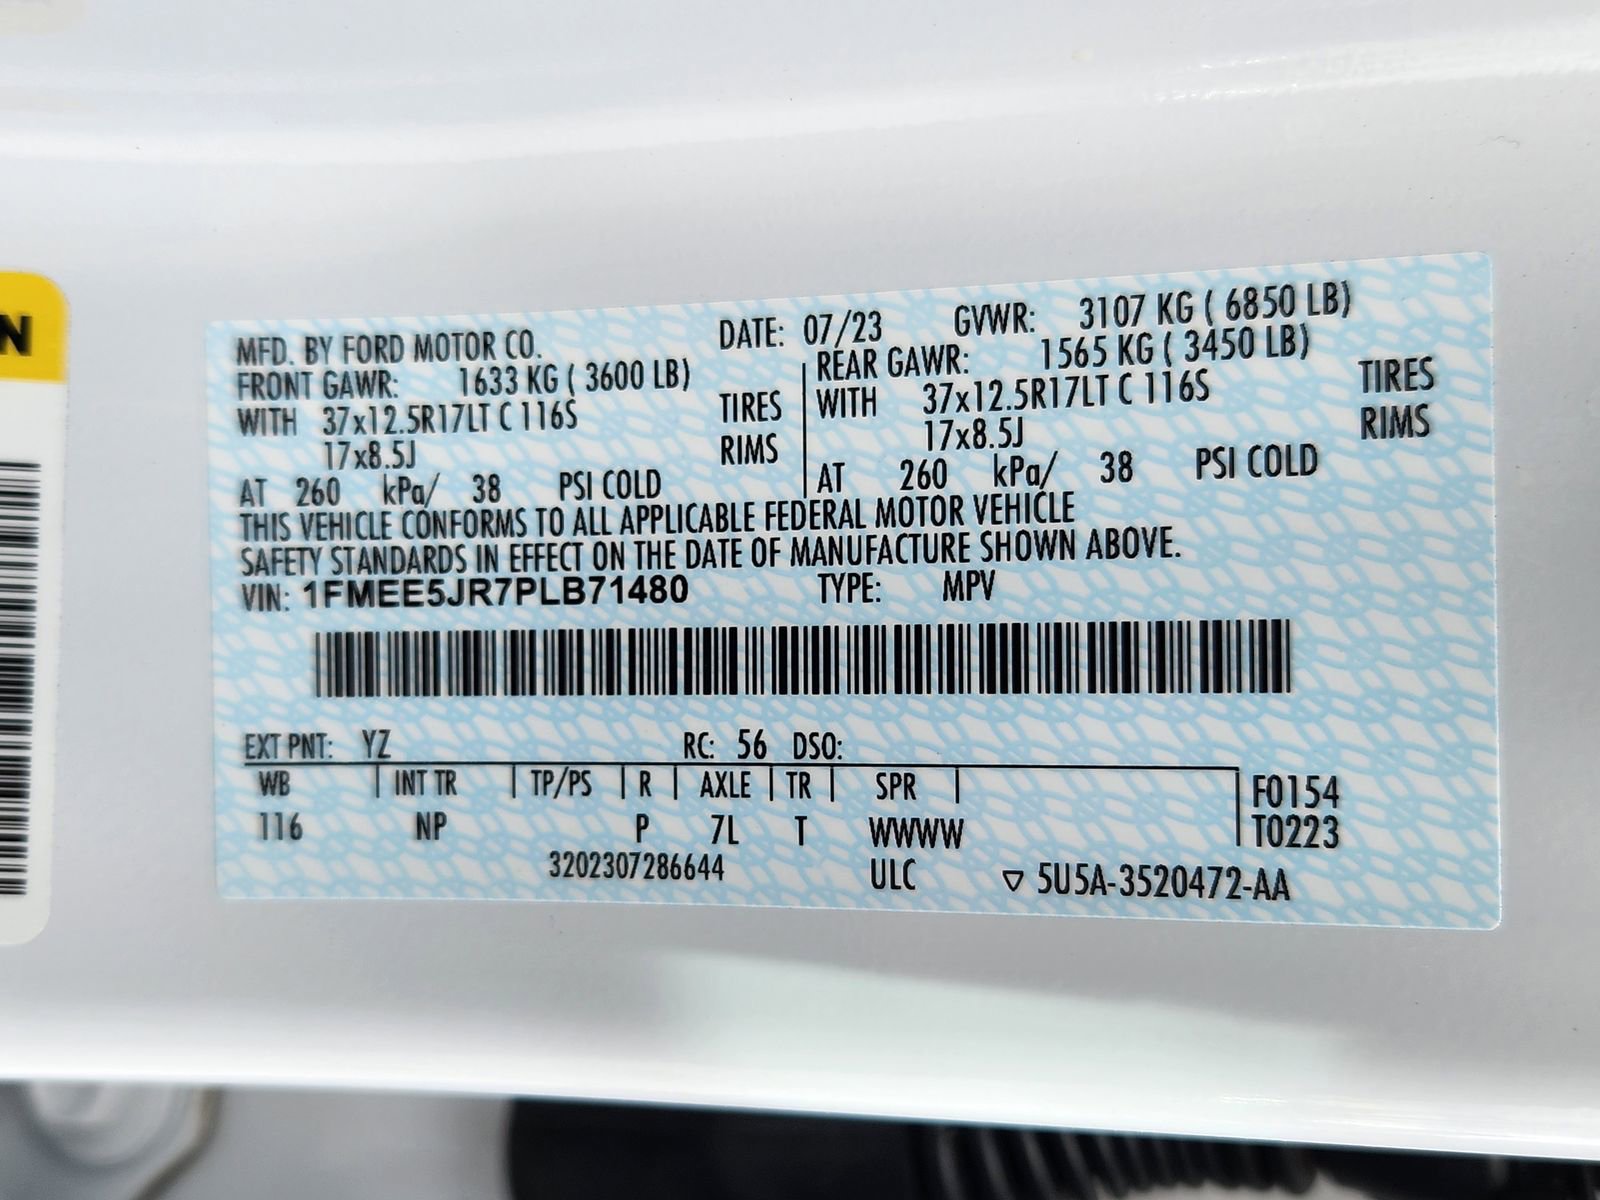 N
MFD. BY FORD MOTOR CO. DATE: 07/23 GVWR: 3107 KG ( 6850 LB)
FRONT GAWR: 1633 KG ( 3600 LB) REAR GAWR: 1565 KG ( 3450 LB)
WITH 37x12.5R17LT C 116S TIRES WITH 37x12.5R17LT C 116S TIRES
17x8.5J RIMS 17x8.5J RIMS
AT 260 kPa/ 38 PSI COLD AT 260 kPa/ 38 PSI COLD
THIS VEHICLE CONFORMS TO ALL APPLICABLE FEDERAL MOTOR VEHICLE
SAFETY STANDARDS IN EFFECT ON THE DATE OF MANUFACTURE SHOWN ABOVE.
VIN: 1FMEE5JR7PLB71480 TYPE: MPV
EXT PNT: YZ RC: 56 DSO:
WB INT TR TP/PS R AXLE TR SPR F0154
116 NP P 7L T WWWW T0223
3202307286644 ULC ▽ 5U5A-3520472-AA